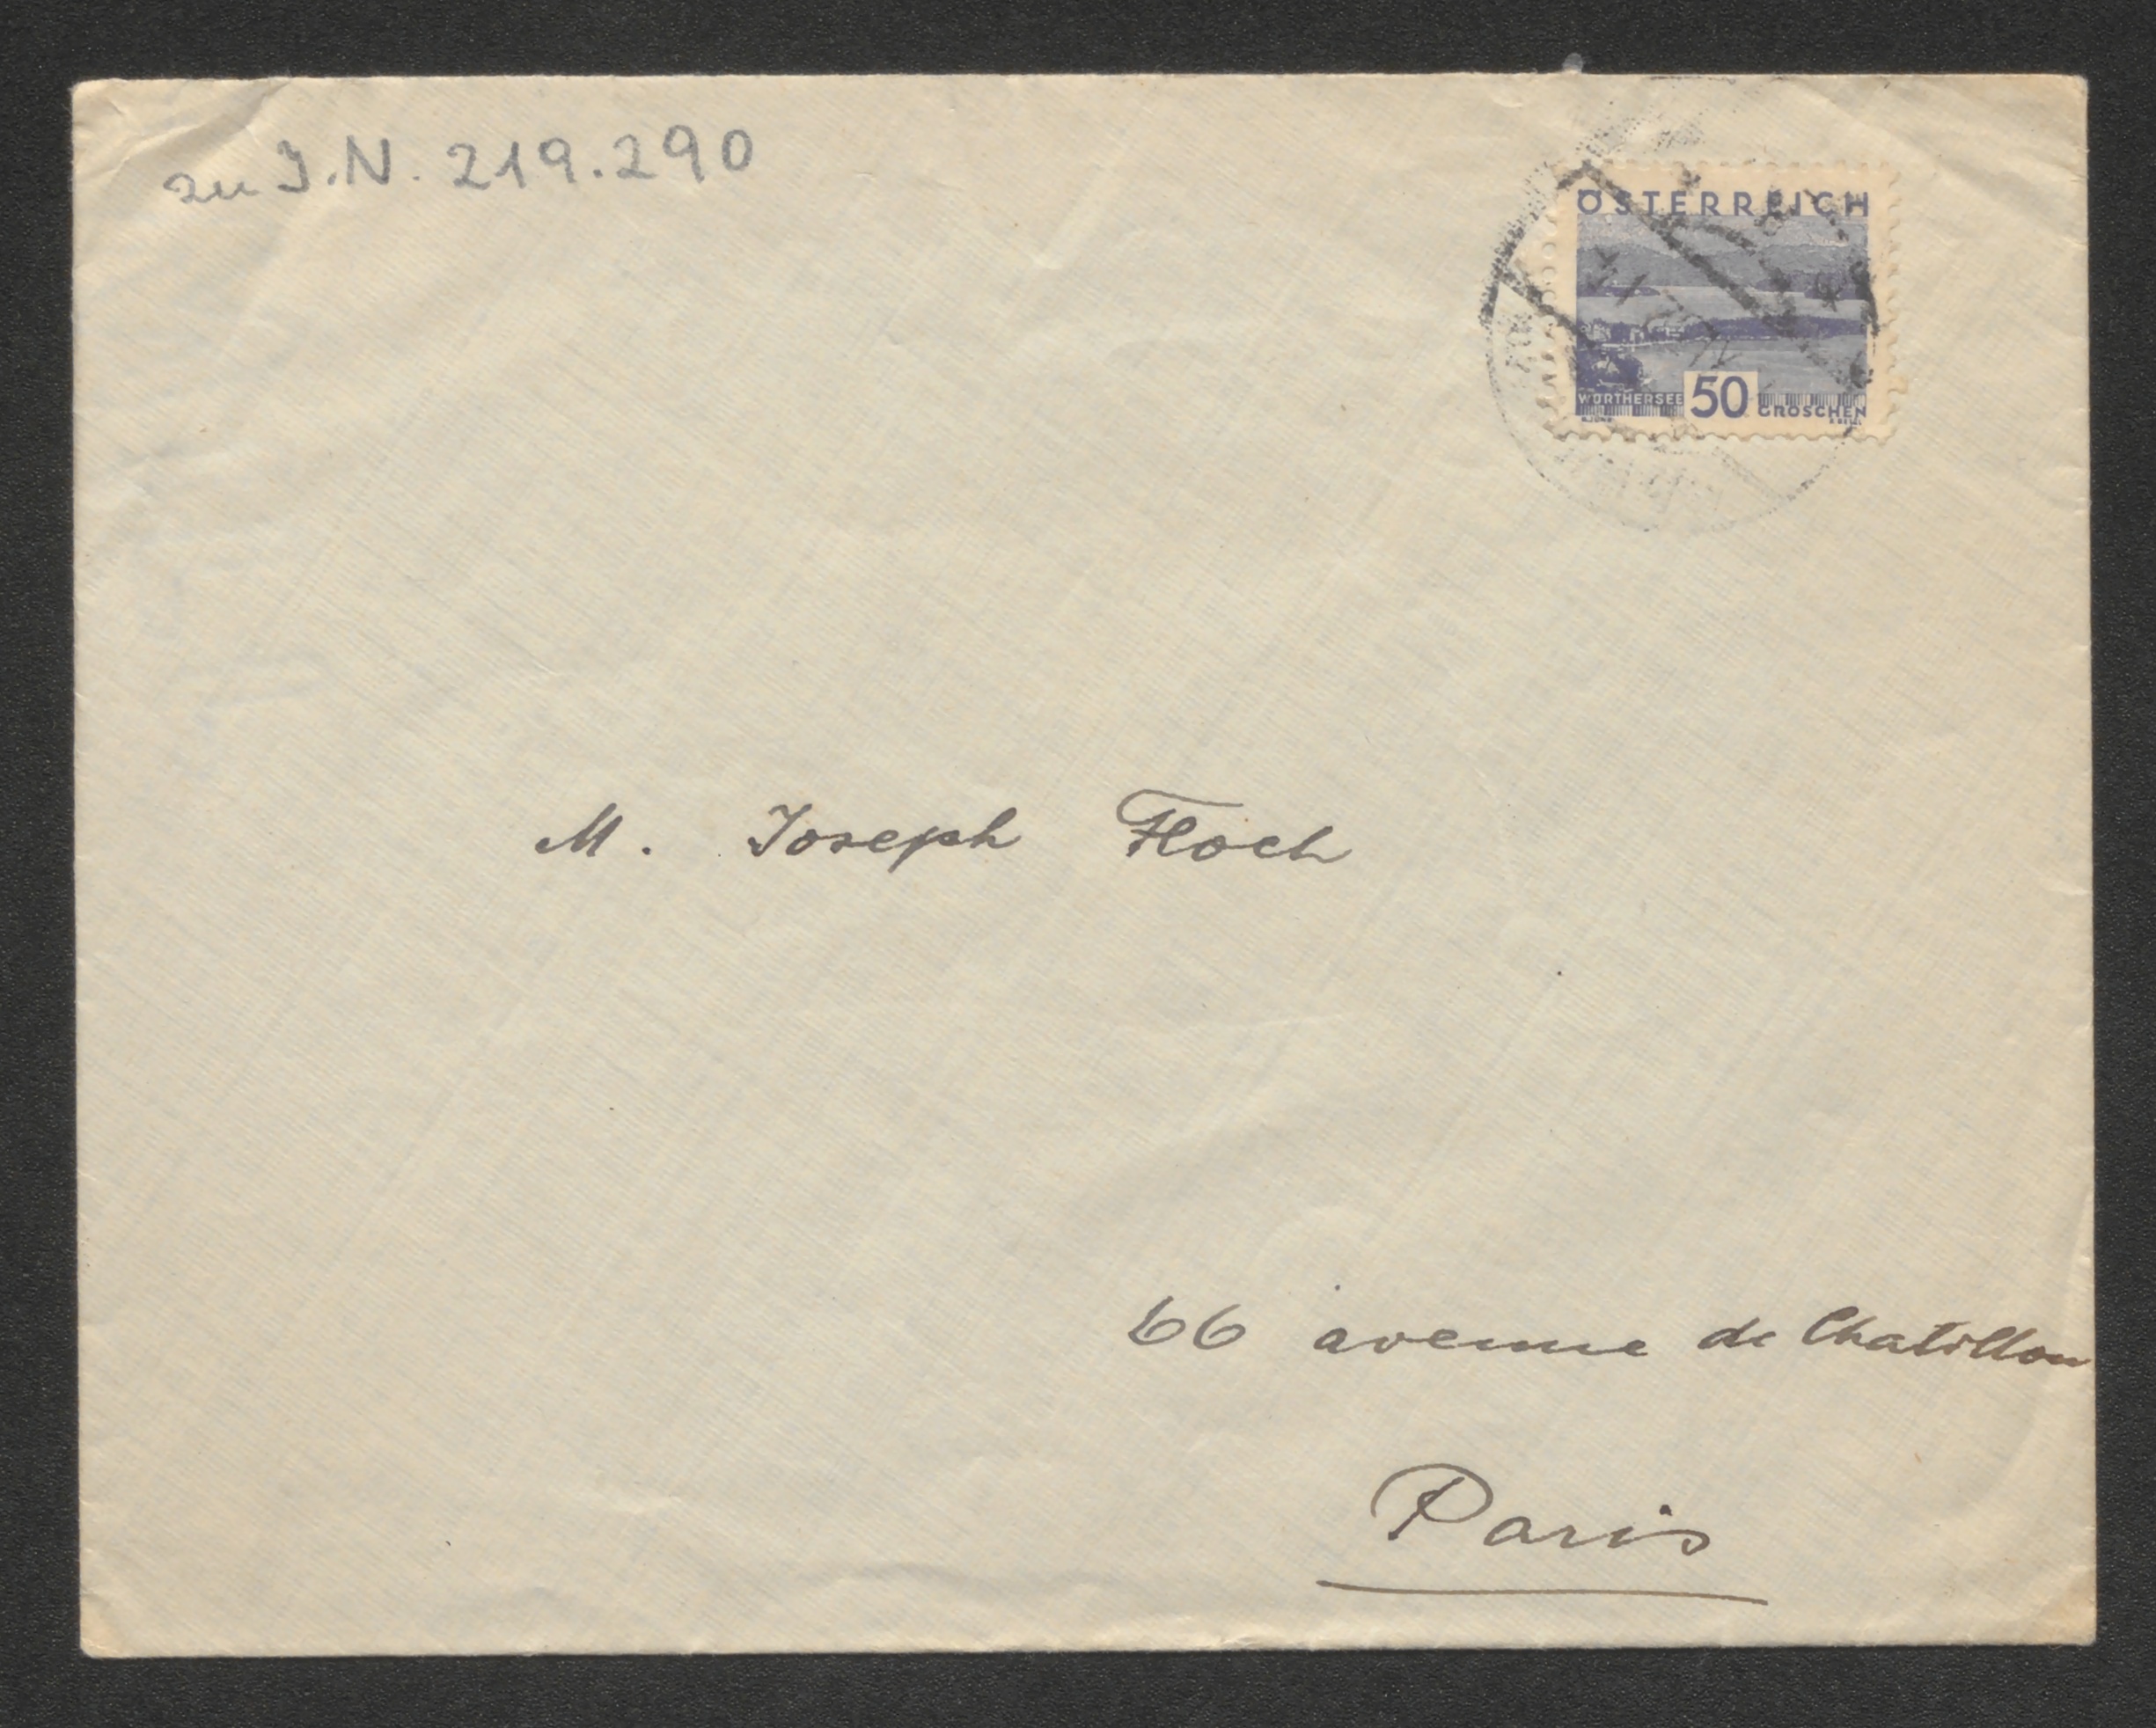 zu I.N. 219.290
ÖSTERREICH
WÖRTHERSEE 50 GROSCHEN
M. Joseph Floch
66 avenue de Chatillon
Paris